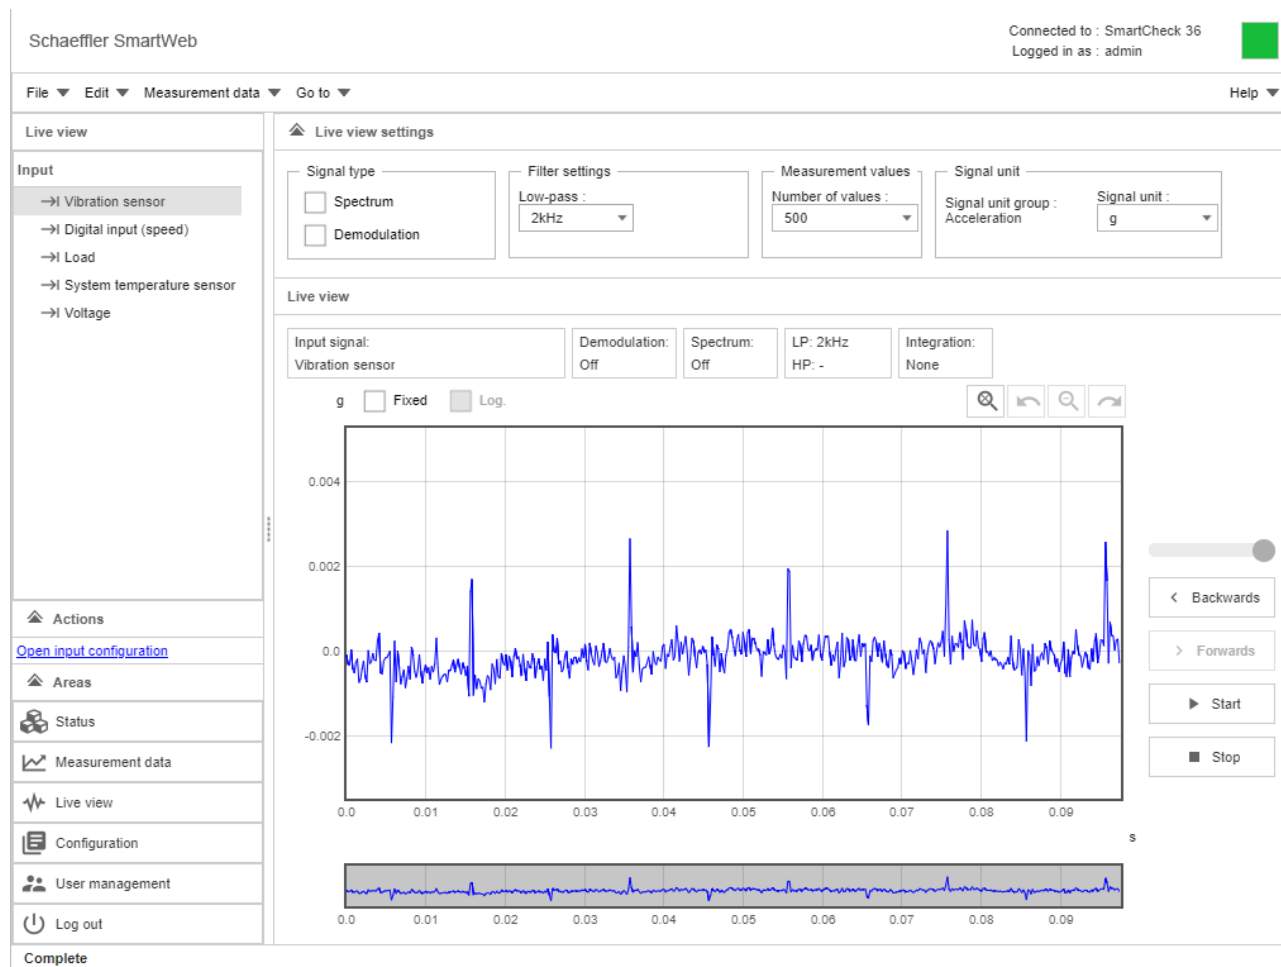 Schaeffler SmartWeb
Connected to : SmartCheck 36
Logged in as : admin
File Edit Measurement data Go to Help
Live view
Input
Vibration sensor
Digital input (speed)
Load
System temperature sensor
Voltage
Actions
Open input configuration
Areas
Status
Measurement data
Live view
Configuration
User management
Log out
Complete
Live view settings
Signal type
Spectrum
Demodulation
Filter settings
Low-pass :
2kHz
Measurement values
Number of values :
500
Signal unit
Signal unit group :
Acceleration
Signal unit :
g
Live view
Input signal:
Vibration sensor
Demodulation:
Off
Spectrum:
Off
LP: 2kHz
HP: -
Integration:
None
g Fixed Log.
0.004
0.002
0.0
-0.002
0.0 0.01 0.02 0.03 0.04 0.05 0.06 0.07 0.08 0.09
s
0.0 0.01 0.02 0.03 0.04 0.05 0.06 0.07 0.08 0.09
Backwards
Forwards
Start
Stop